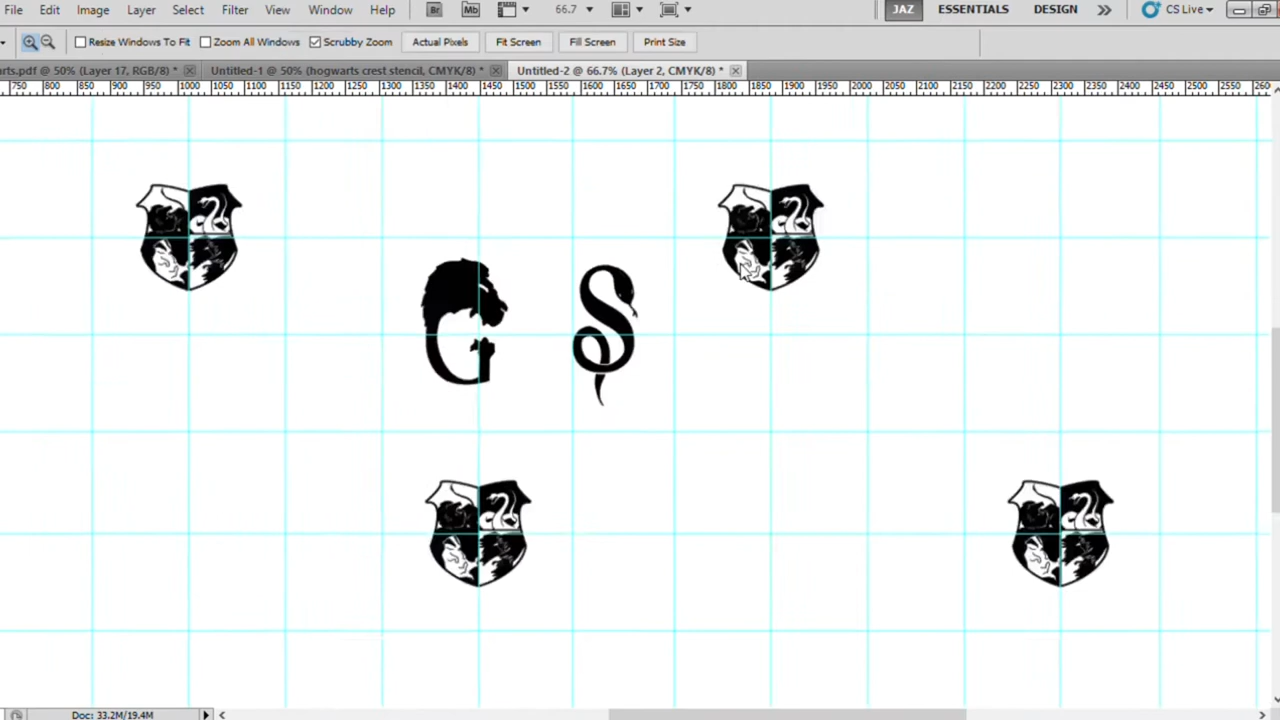 File Edit Image Layer Select Filter View Window Help Br Mb 66.7 JAZ ESSENTIALS DESIGN CS Live
Resize Windows To Fit Zoom All Windows Scrubby Zoom Actual Pixels Fit Screen Fill Screen Print Size
rts.pdf @ 50% (Layer 17, RGB/8) * Untitled-1 @ 50% (hogwarts crest stencil, CMYK/8) * Untitled-2 @ 66.7% (Layer 2, CMYK/8) *
750 800 850 900 950 1000 1050 1100 1150 1200 1250 1300 1350 1400 1450 1500 1550 1600 1650 1700 1750 1800 1850 1900 1950 2000 2050 2100 2150 2200 2250 2300 2350 2400 2450 2500 2550 260
G S
Doc: 33.2M/19.4M